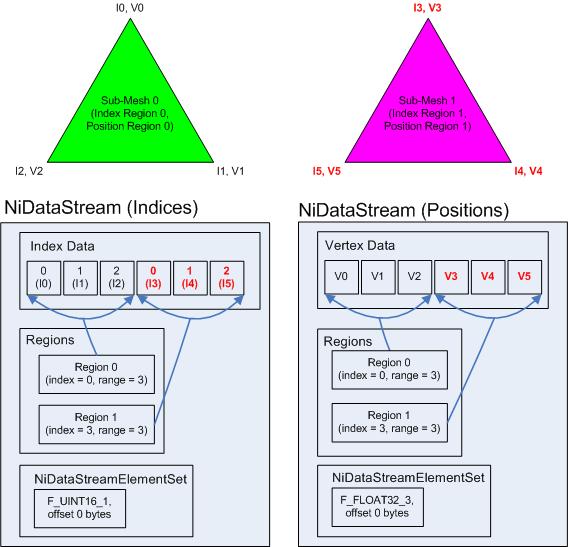 I0, V0
Sub-Mesh 0
(Index Region 0,
Position Region 0)
I2, V2
I1, V1
I3, V3
Sub-Mesh 1
(Index Region 1,
Position Region 1)
I5, V5
I4, V4
NiDataStream (Indices)
Index Data
0 1 2 0 1 2
(I0) (I1) (I2) (I3) (I4) (I5)
Regions
Region 0
(index = 0, range = 3)
Region 1
(index = 3, range = 3)
NiDataStreamElementSet
F_UINT16_1,
offset 0 bytes
NiDataStream (Positions)
Vertex Data
V0 V1 V2 V3 V4 V5
Regions
Region 0
(index = 0, range = 3)
Region 1
(index = 3, range = 3)
NiDataStreamElementSet
F_FLOAT32_3,
offset 0 bytes